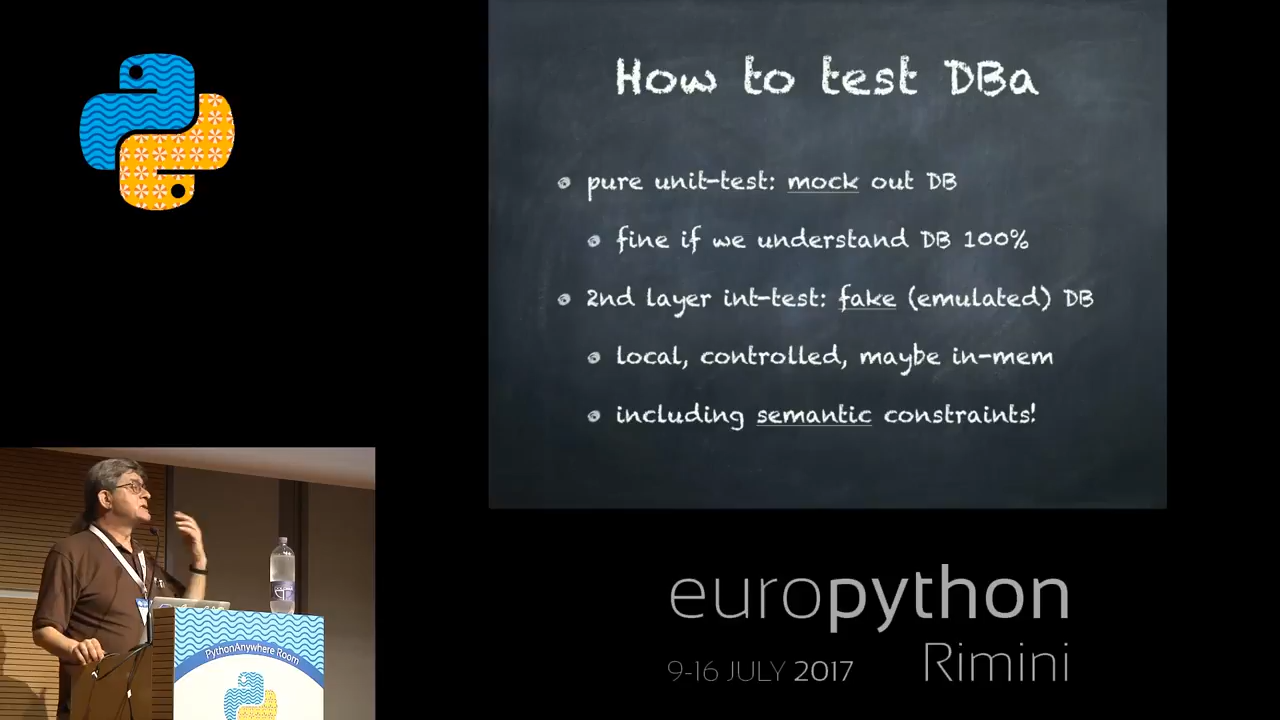 How to test DBa
pure unit-test: mock out DB
fine if we understand DB 100%
2nd layer int-test: fake (emulated) DB
local, controlled, maybe in-mem
including semantic constraints!
PythonAnywhere Room
europython
9-16 JULY 2017
Rimini